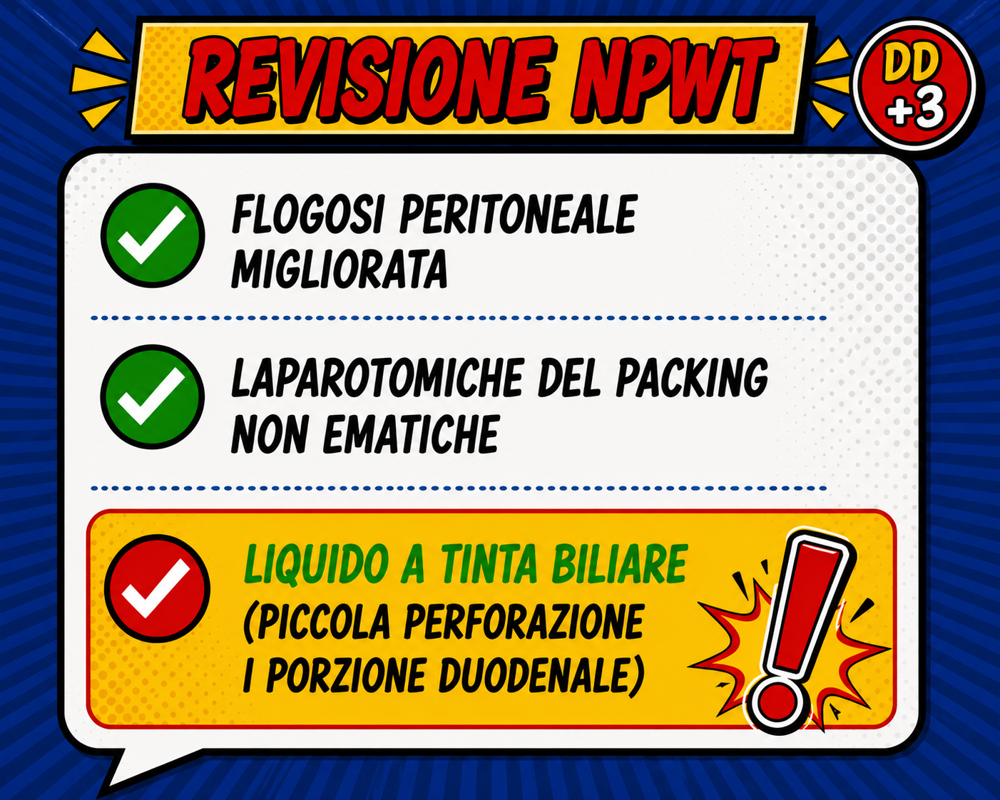 REVISIONE NPWT
DD
+3
FLOGOSI PERITONEALE
MIGLIORATA
LAPAROTOMICHE DEL PACKING
NON EMATICHE
LIQUIDO A TINTA BILIARE
(PICCOLA PERFORAZIONE
I PORZIONE DUODENALE)